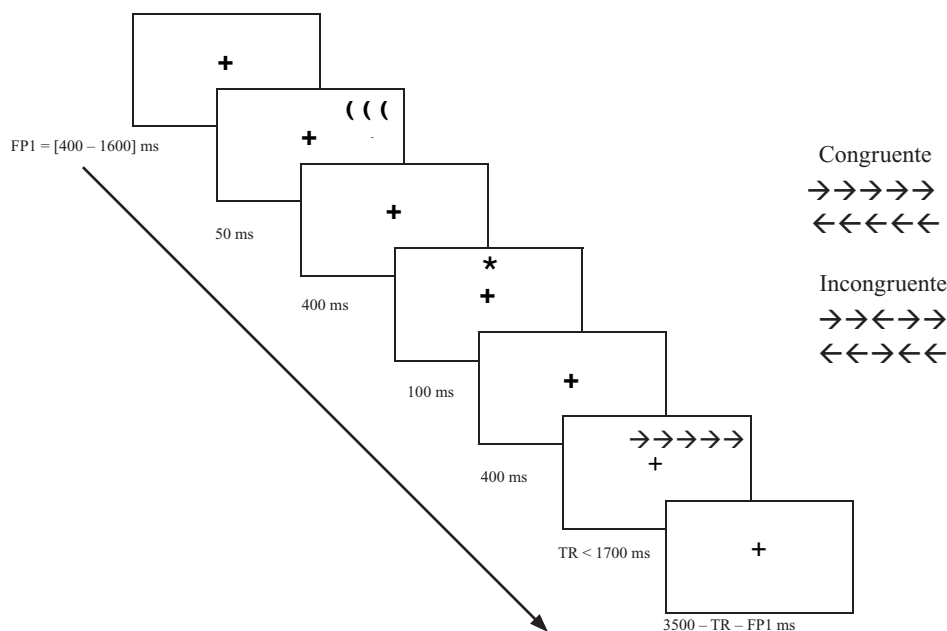 +
( ( (
+
FP1 = [400 – 1600] ms
Congruente
→→→→→
←←←←←
+
50 ms
*
+
Incongruente
→→←→→
←←→←←
400 ms
+
100 ms
→→→→→
+
400 ms
+
TR < 1700 ms
3500 – TR – FP1 ms